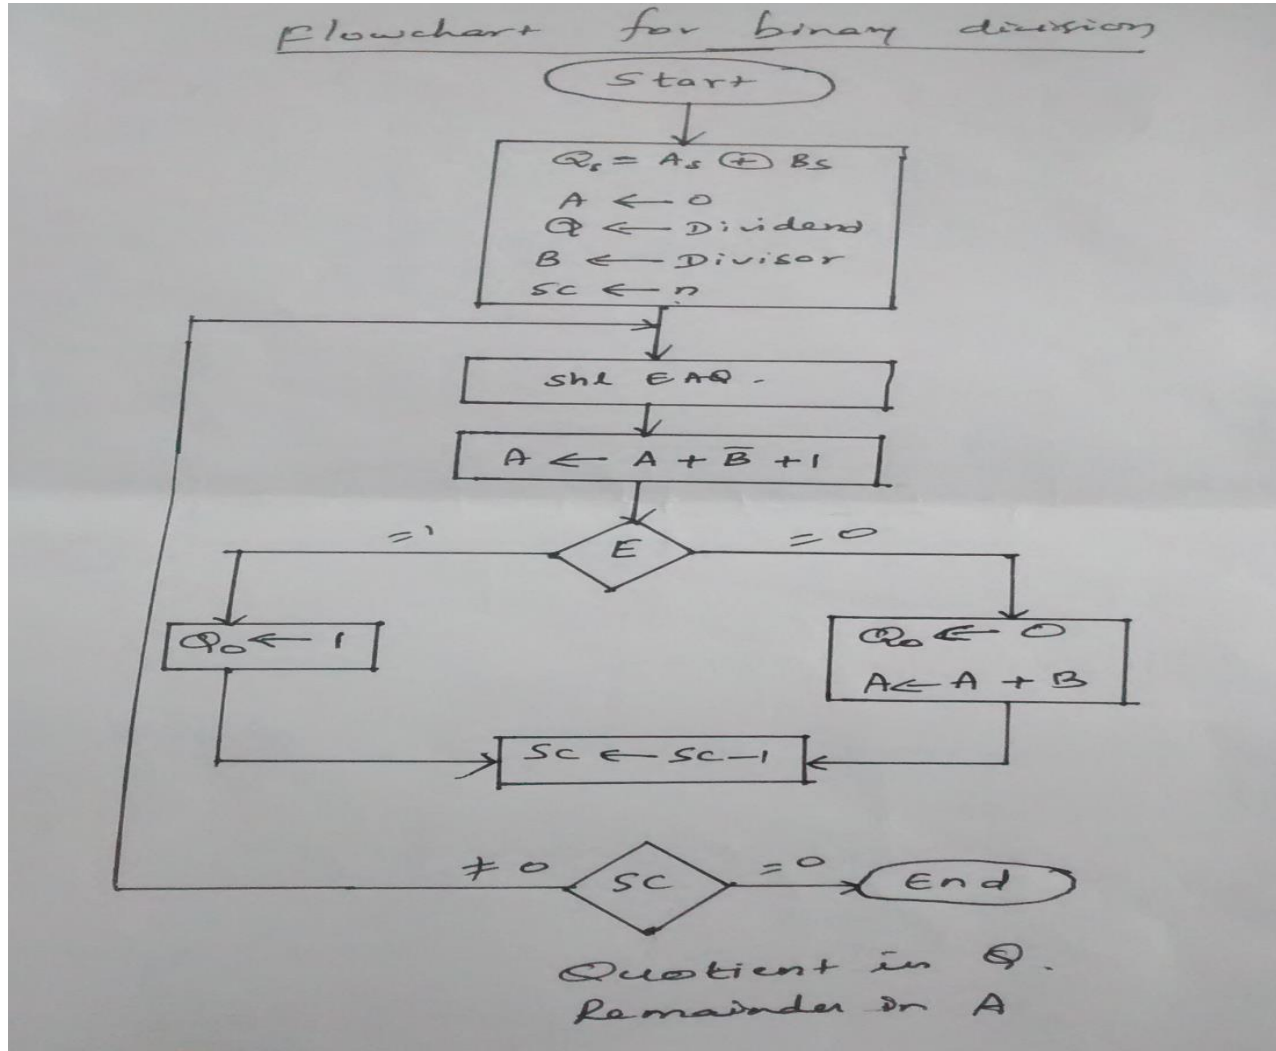 Flowchart for binary division
Start
Qs = As ⊕ Bs
A ← 0
Q ← Dividend
B ← Divisor
SC ← n
Shl EAQ.
A ← A + B̅ + 1
=1
E
=0
Q0 ← 1
Q0 ← 0
A ← A + B
SC ← SC-1
≠ 0
SC
=0
End
Quotient in Q.
Remainder in A